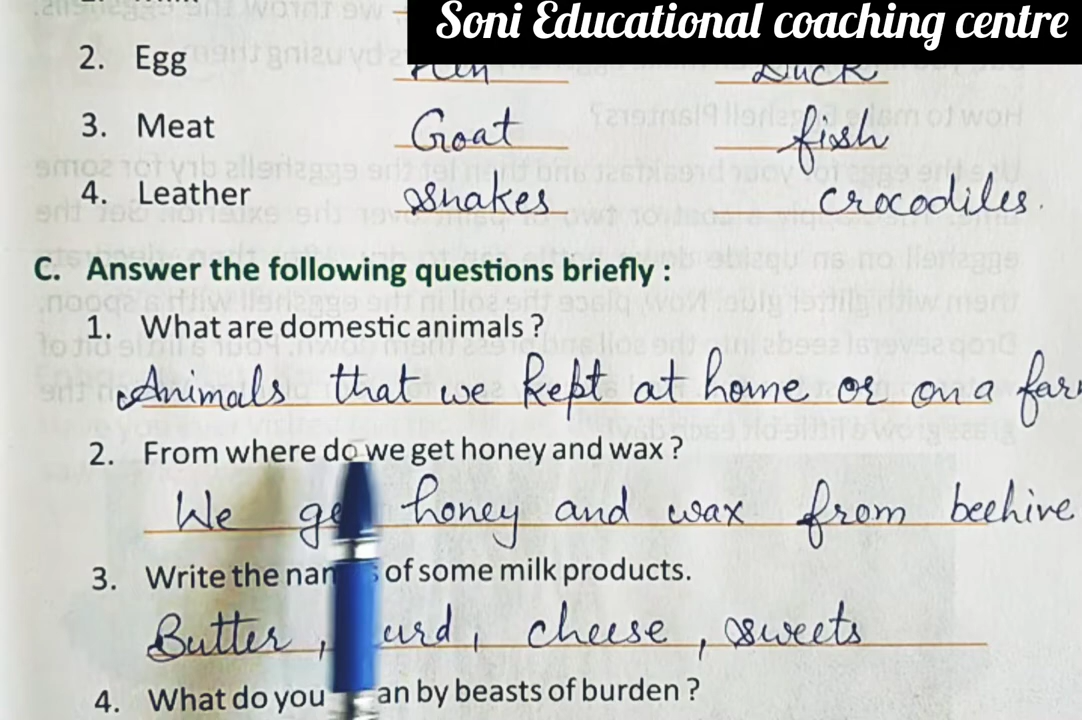 Soni Educational coaching centre
2. Egg Hen Duck
3. Meat Goat fish
4. Leather Snakes crocodiles.
C. Answer the following questions briefly :
1. What are domestic animals ?
Animals that we kept at home or on a
2. From where do we get honey and wax ?
We honey and wax from beehive
3. Write the of some milk products.
Butter , , cheese , sweets
4. What do you by beasts of burden ?